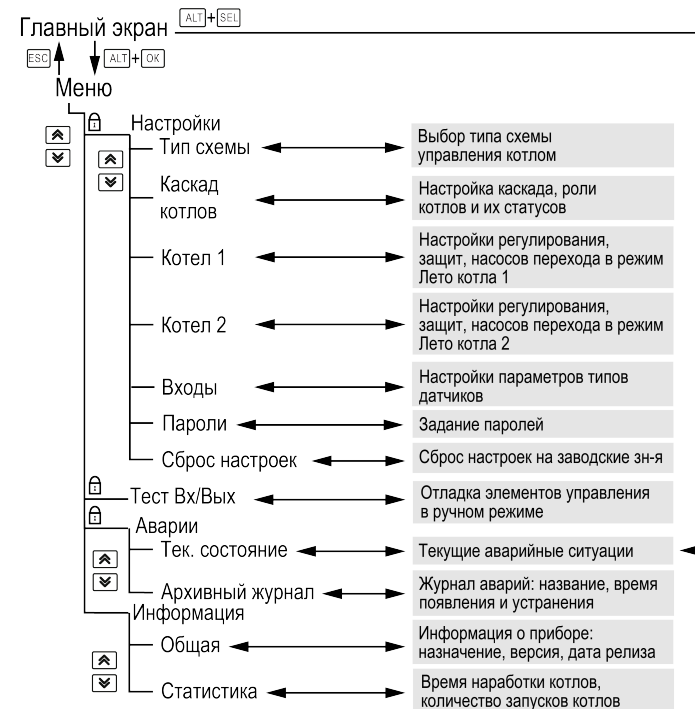 Главный экран ALT + SEL
ESC ALT + OK
Меню
Настройки
Тип схемы
Выбор типа схемы
управления котлом
Каскад
котлов
Настройка каскада, роли
котлов и их статусов
Котел 1
Настройки регулирования,
защит, насосов перехода в режим
Лето котла 1
Котел 2
Настройки регулирования,
защит, насосов перехода в режим
Лето котла 2
Входы
Настройки параметров типов
датчиков
Пароли
Задание паролей
Сброс настроек
Сброс настроек на заводские зн-я
Тест Вх/Вых
Отладка элементов управления
в ручном режиме
Аварии
Тек. состояние
Текущие аварийные ситуации
Архивный журнал
Журнал аварий: название, время
появления и устранения
Информация
Общая
Информация о приборе:
назначение, версия, дата релиза
Статистика
Время наработки котлов,
количество запусков котлов